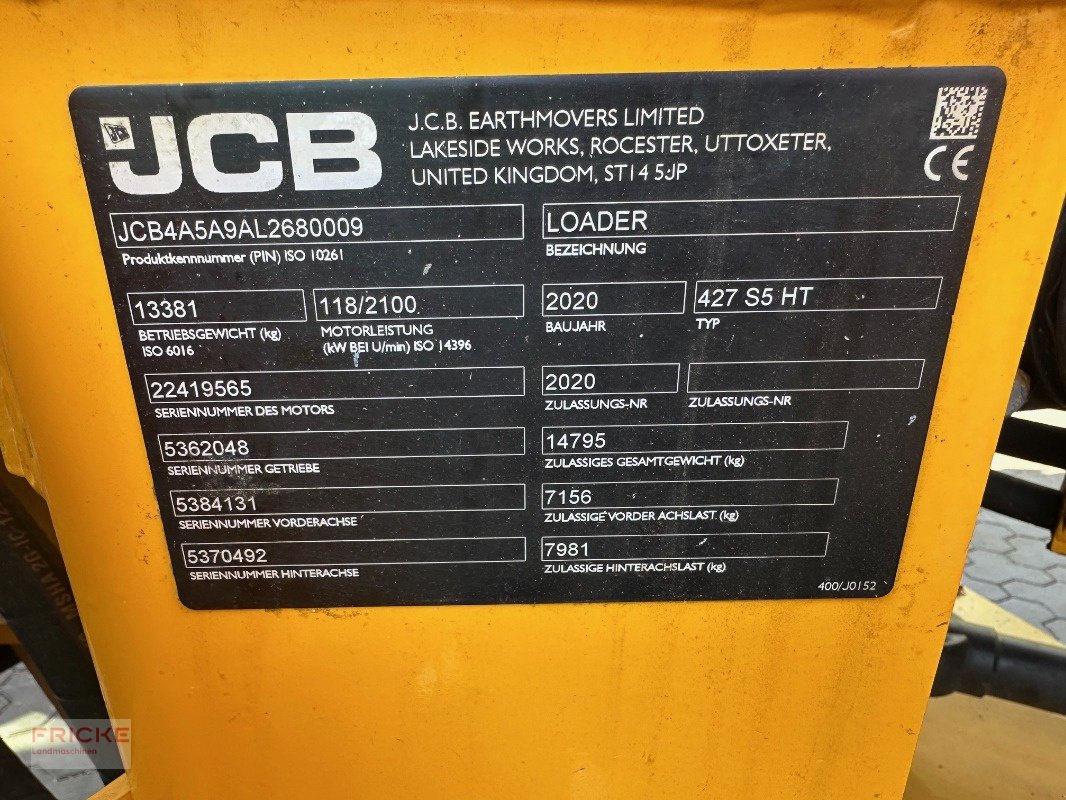 JCB
J.C.B. EARTHMOVERS LIMITED
LAKESIDE WORKS, ROCESTER, UTTOXETER,
UNITED KINGDOM, ST14 5JP
CE
JCB4A5A9AL2680009
Produktkennnummer (PIN) ISO 10261
LOADER
BEZEICHNUNG
13381
BETRIEBSGEWICHT (kg)
ISO 6016
118/2100
MOTORLEISTUNG
(kW BEI U/min) ISO 14396
2020
BAUJAHR
427 S5 HT
TYP
22419565
SERIENNUMMER DES MOTORS
2020
ZULASSUNGS-NR
ZULASSUNGS-NR
5362048
SERIENNUMMER GETRIEBE
14795
ZULASSIGES GESAMTGEWICHT (kg)
5384131
SERIENNUMMER VORDERACHSE
7156
ZULASSIGE VORDER ACHSLAST (kg)
5370492
SERIENNUMMER HINTERACHSE
7981
ZULASSIGE HINTERACHSLAST (kg)
400/J0152
FRICKE
Landmaschinen